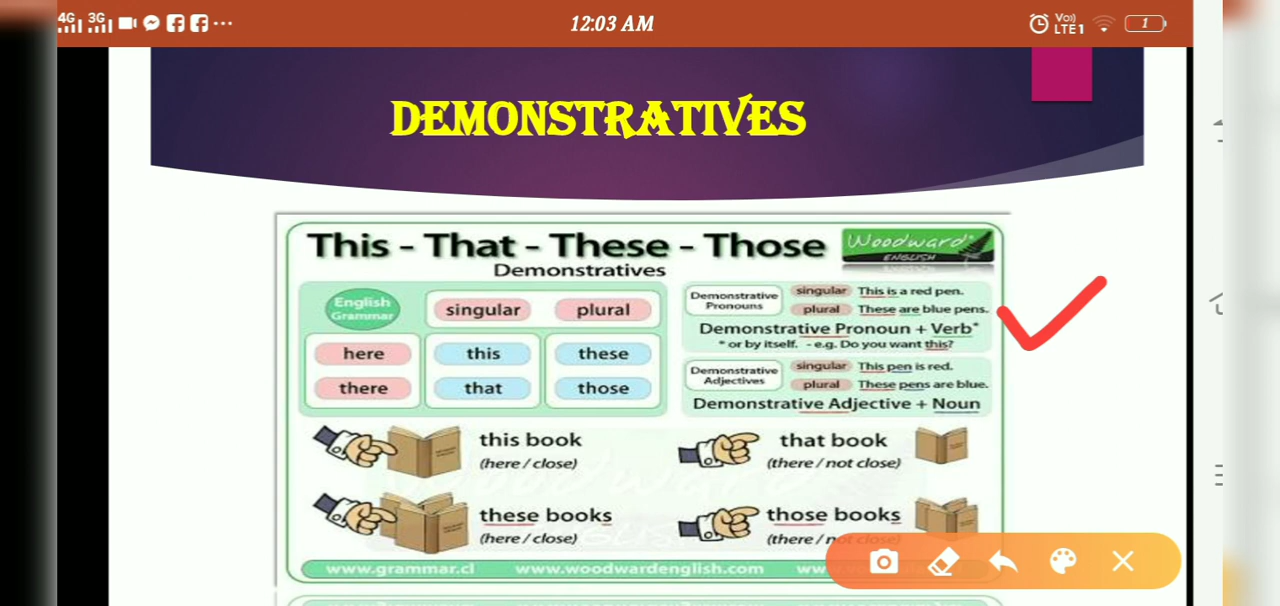 4G 3G 12:03 AM Vo)) LTE1 1
DEMONSTRATIVES
This - That - These - Those
Woodward®
ENGLISH
Demonstratives
English
Grammar
singular plural
here this these
there that those
Demonstrative
Pronouns
singular This is a red pen.
plural These are blue pens.
Demonstrative Pronoun + Verb*
* or by itself. - e.g. Do you want this?
Demonstrative
Adjectives
singular This pen is red.
plural These pens are blue.
Demonstrative Adjective + Noun
this book
(here / close)
that book
(there / not close)
these books
(here / close)
those books
(there /
www.grammar.cl www.woodwardenglish.com